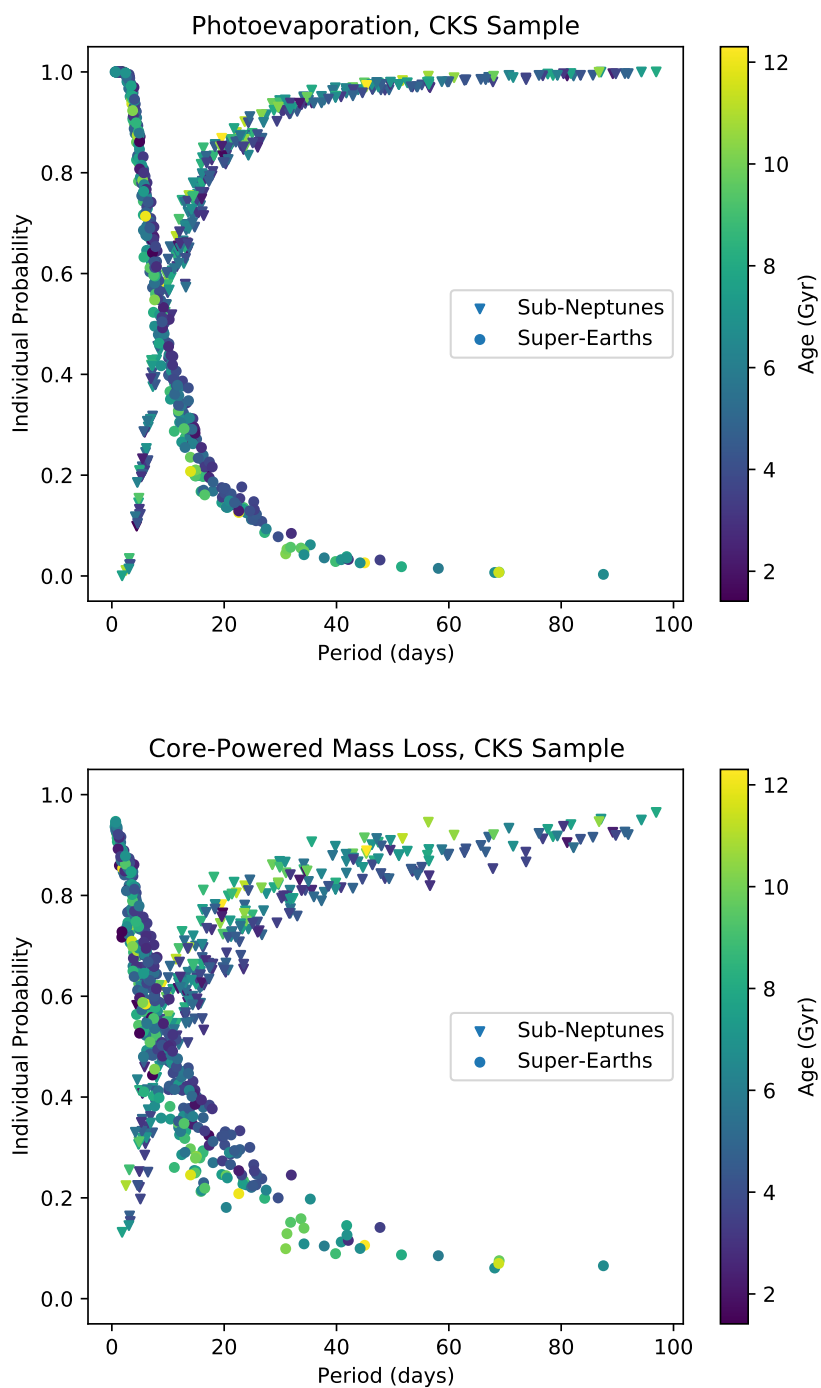 Photoevaporation, CKS Sample
1.0
0.8
0.6
0.4
0.2
0.0
Individual Probability
Sub-Neptunes
Super-Earths
0 20 40 60 80 100
Period (days)
12
10
8
6
4
2
Age (Gyr)
Core-Powered Mass Loss, CKS Sample
1.0
0.8
0.6
0.4
0.2
0.0
Individual Probability
Sub-Neptunes
Super-Earths
0 20 40 60 80 100
Period (days)
12
10
8
6
4
2
Age (Gyr)